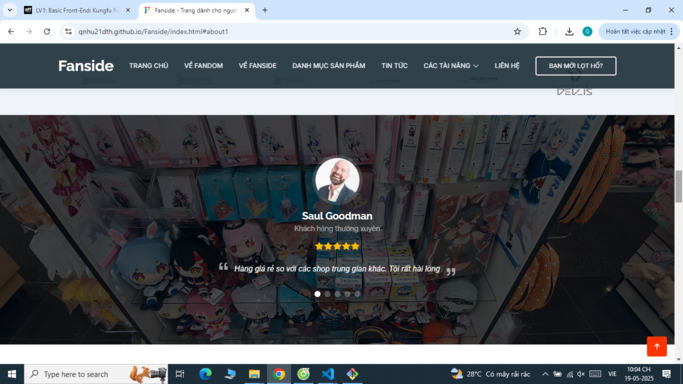 LV1: Basic Front-End: Kungfu
Fanside - Trang dành cho người
qnhu21dth.github.io/Fanside/index.html#about1
Hoàn tất việc cập nhật
Fanside
TRANG CHỦ
VỀ FANDOM
VỀ FANSIDE
DANH MỤC SẢN PHẨM
TIN TỨC
CÁC TÀI NĂNG
LIÊN HỆ
BẠN MỚI LỌT HỐ?
Saul Goodman
Khách hàng thường xuyên
“ Hàng giá rẻ so với các shop trung gian khác. Tôi rất hài lòng ”
GAWR
Type here to search
28°C Có mây rải rác
VIE
10:04 CH
19-05-2025